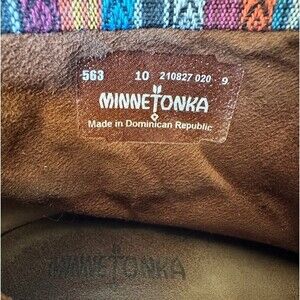 563 10 210827 020 9
MINNETONKA
Made in Dominican Republic
MINNETONKA